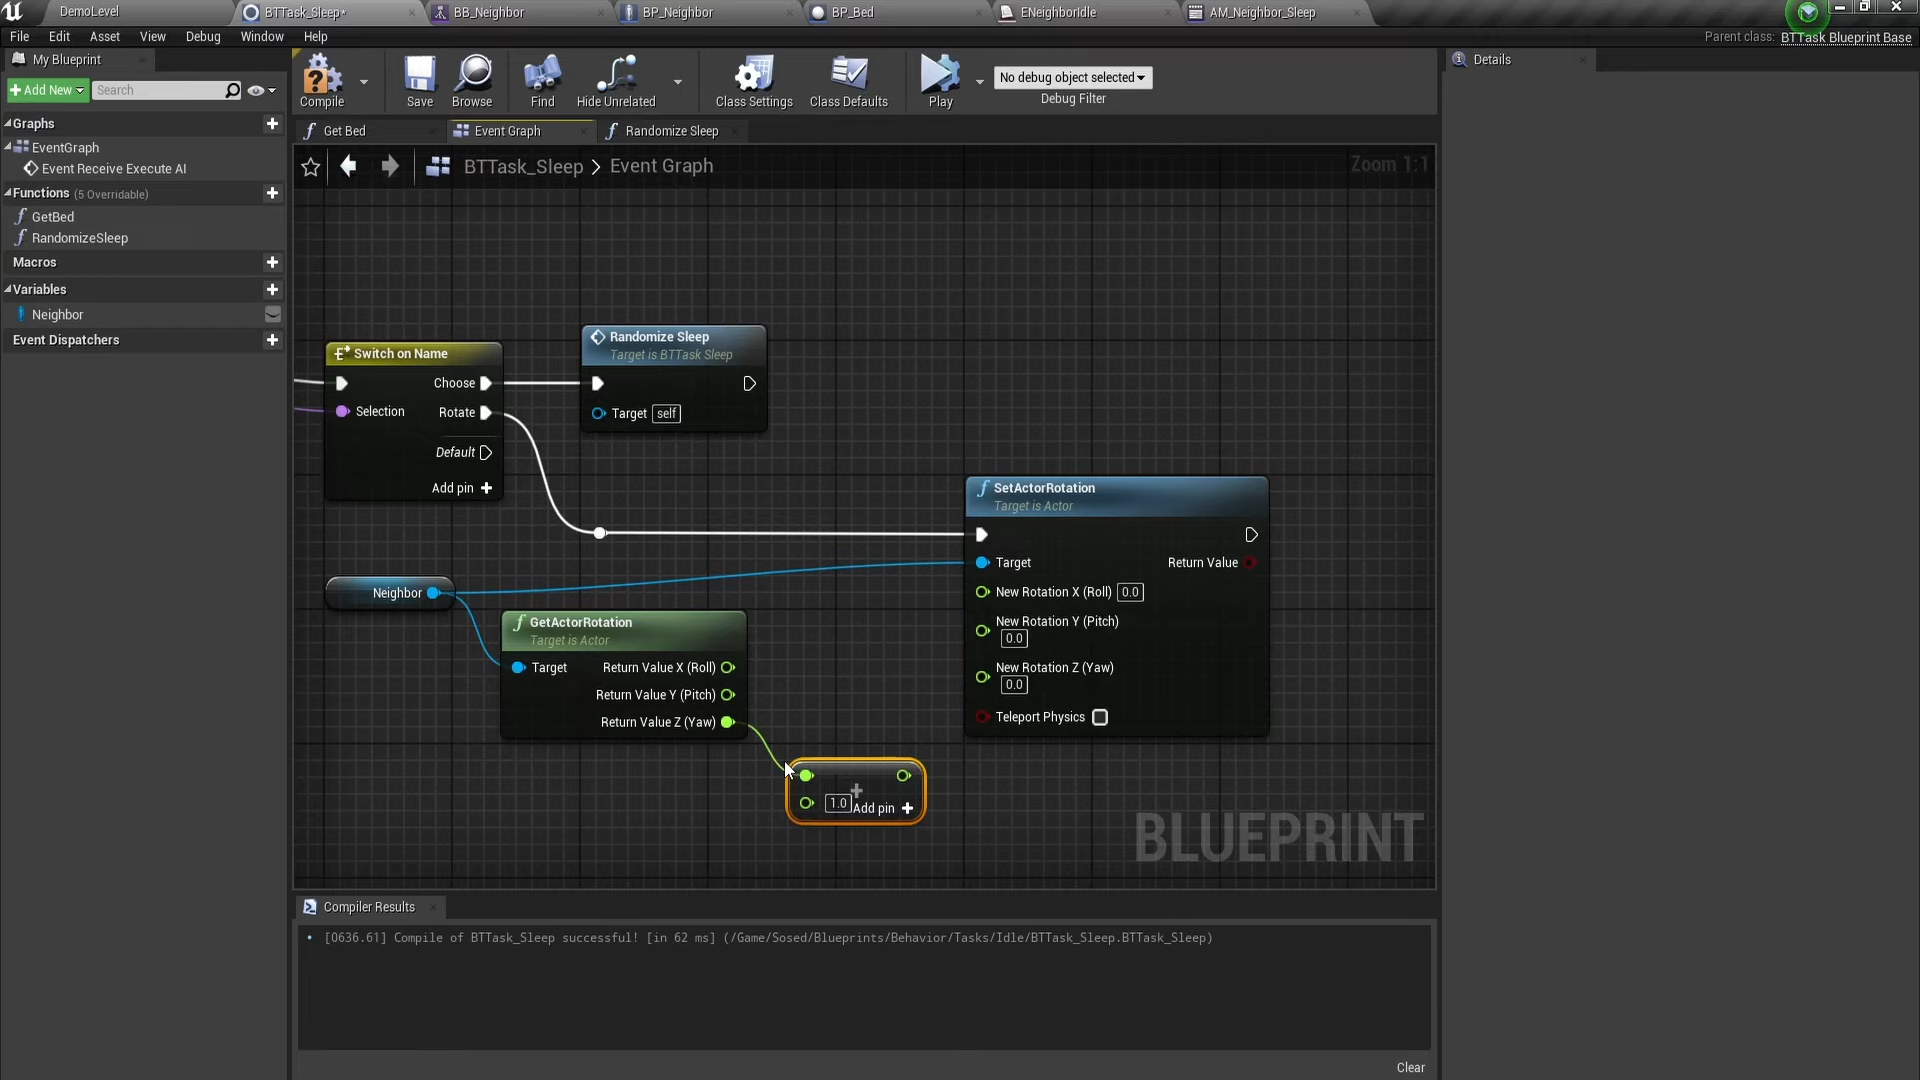 DemoLevel
BTTask_Sleep*
BB_Neighbor
BP_Neighbor
BP_Bed
ENeighborIdle
AM_Neighbor_Sleep
File Edit Asset View Debug Window Help
Parent class: BTTask Blueprint Base
My Blueprint
Add New
Search
Graphs
EventGraph
Event Receive Execute AI
Functions (5 Overridable)
GetBed
RandomizeSleep
Macros
Variables
Neighbor
Event Dispatchers
Compile
Save
Browse
Find
Hide Unrelated
Class Settings
Class Defaults
Play
No debug object selected
Debug Filter
Get Bed
Event Graph
Randomize Sleep
BTTask_Sleep > Event Graph
Zoom 1:1
Switch on Name
Choose
Selection
Rotate
Default
Add pin
Randomize Sleep
Target is BTTask Sleep
Target self
Neighbor
GetActorRotation
Target is Actor
Target
Return Value X (Roll)
Return Value Y (Pitch)
Return Value Z (Yaw)
1.0
Add pin
SetActorRotation
Target is Actor
Target
Return Value
New Rotation X (Roll) 0.0
New Rotation Y (Pitch)
0.0
New Rotation Z (Yaw)
0.0
Teleport Physics
BLUEPRINT
Compiler Results
[0636.61] Compile of BTTask_Sleep successful! [in 62 ms] (/Game/Sosed/Blueprints/Behavior/Tasks/Idle/BTTask_Sleep.BTTask_Sleep)
Clear
Details